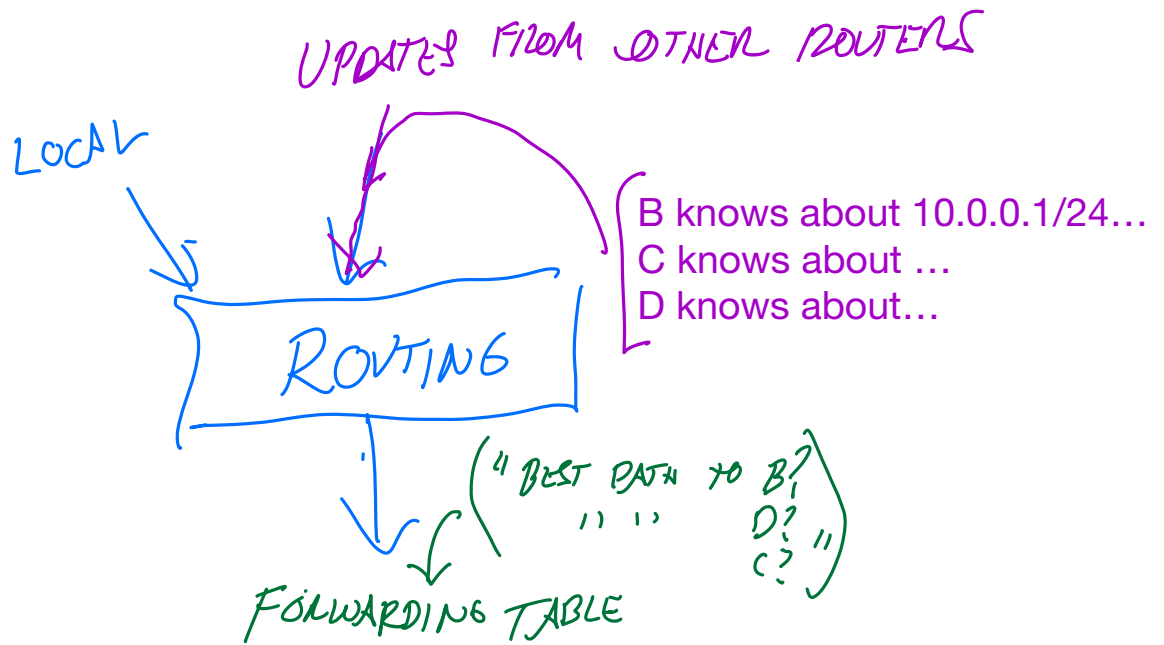 UPDATES FROM OTHER ROUTERS
LOCAL
B knows about 10.0.0.1/24…
C knows about …
D knows about…
ROUTING
"BEST PATH TO B?
" " D?
C? "
FORWARDING TABLE